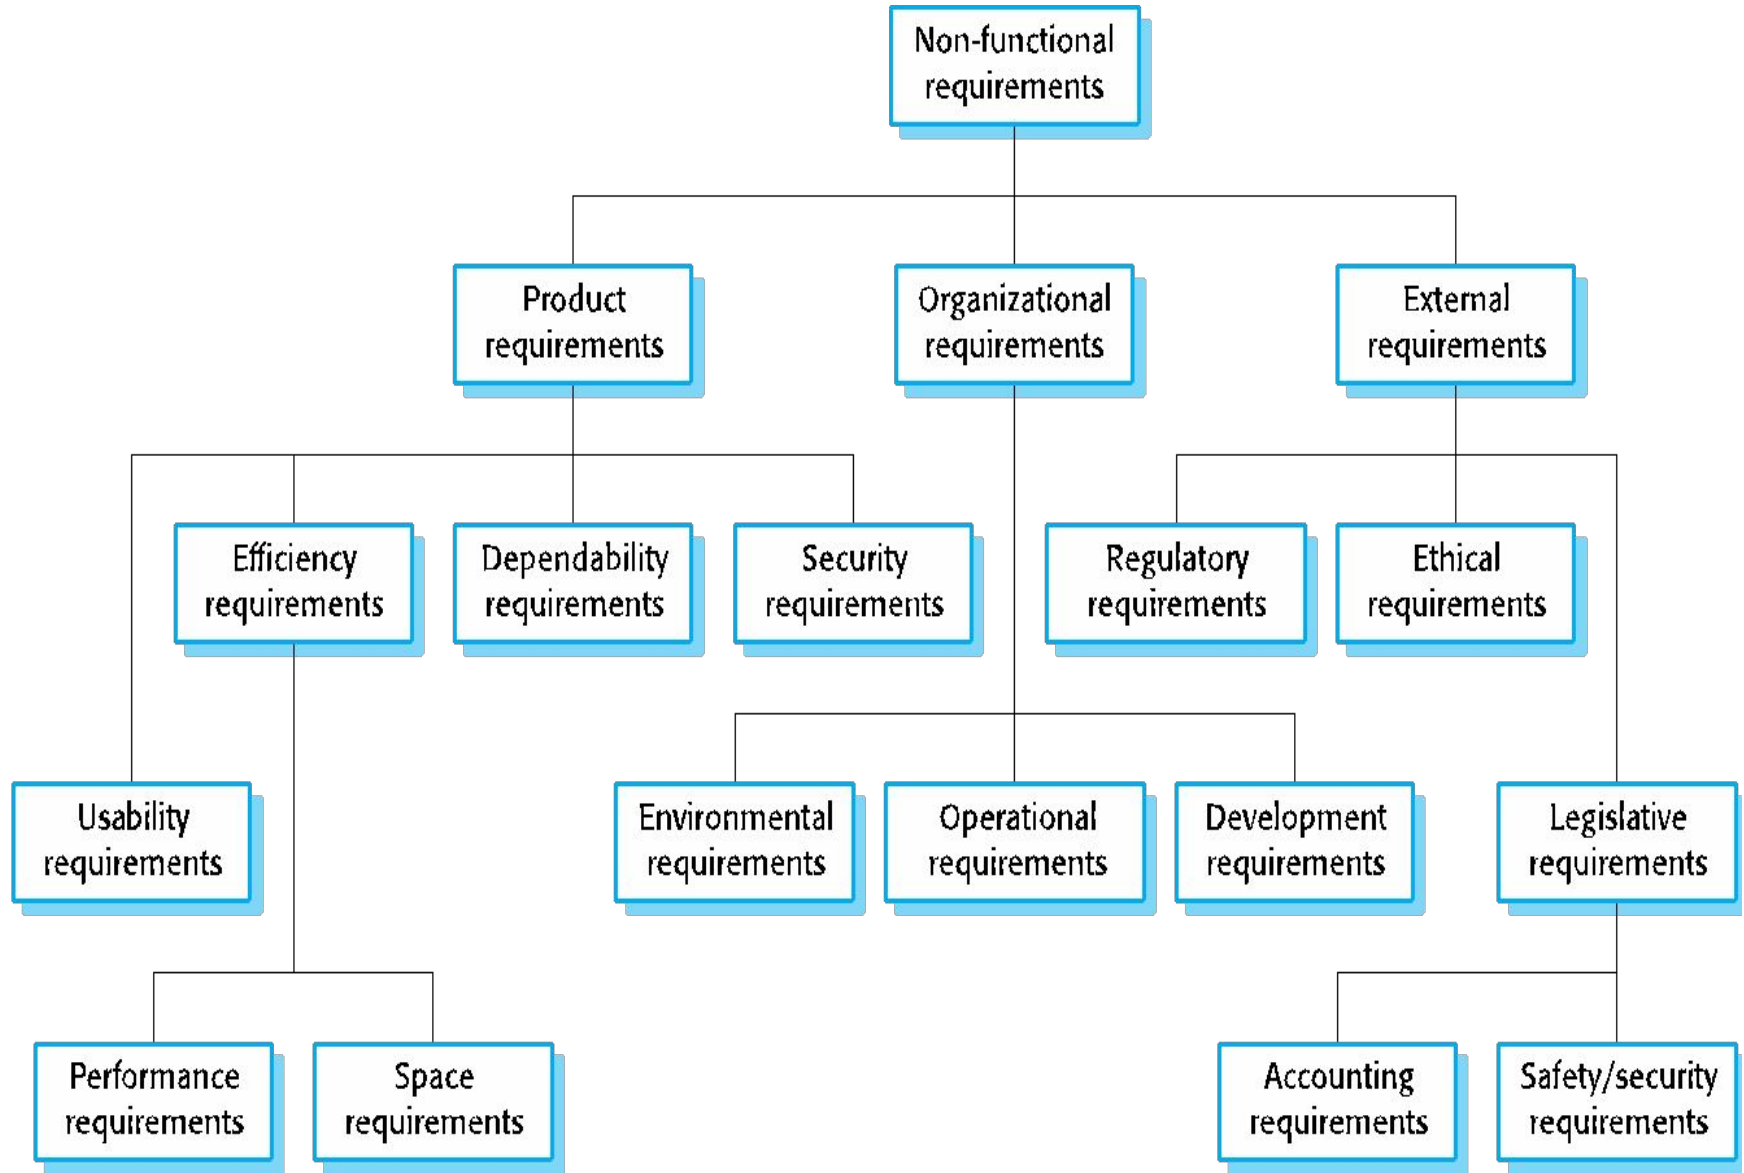 Non-functional
requirements
Product
requirements
Organizational
requirements
External
requirements
Efficiency
requirements
Dependability
requirements
Security
requirements
Regulatory
requirements
Ethical
requirements
Usability
requirements
Environmental
requirements
Operational
requirements
Development
requirements
Legislative
requirements
Performance
requirements
Space
requirements
Accounting
requirements
Safety/security
requirements